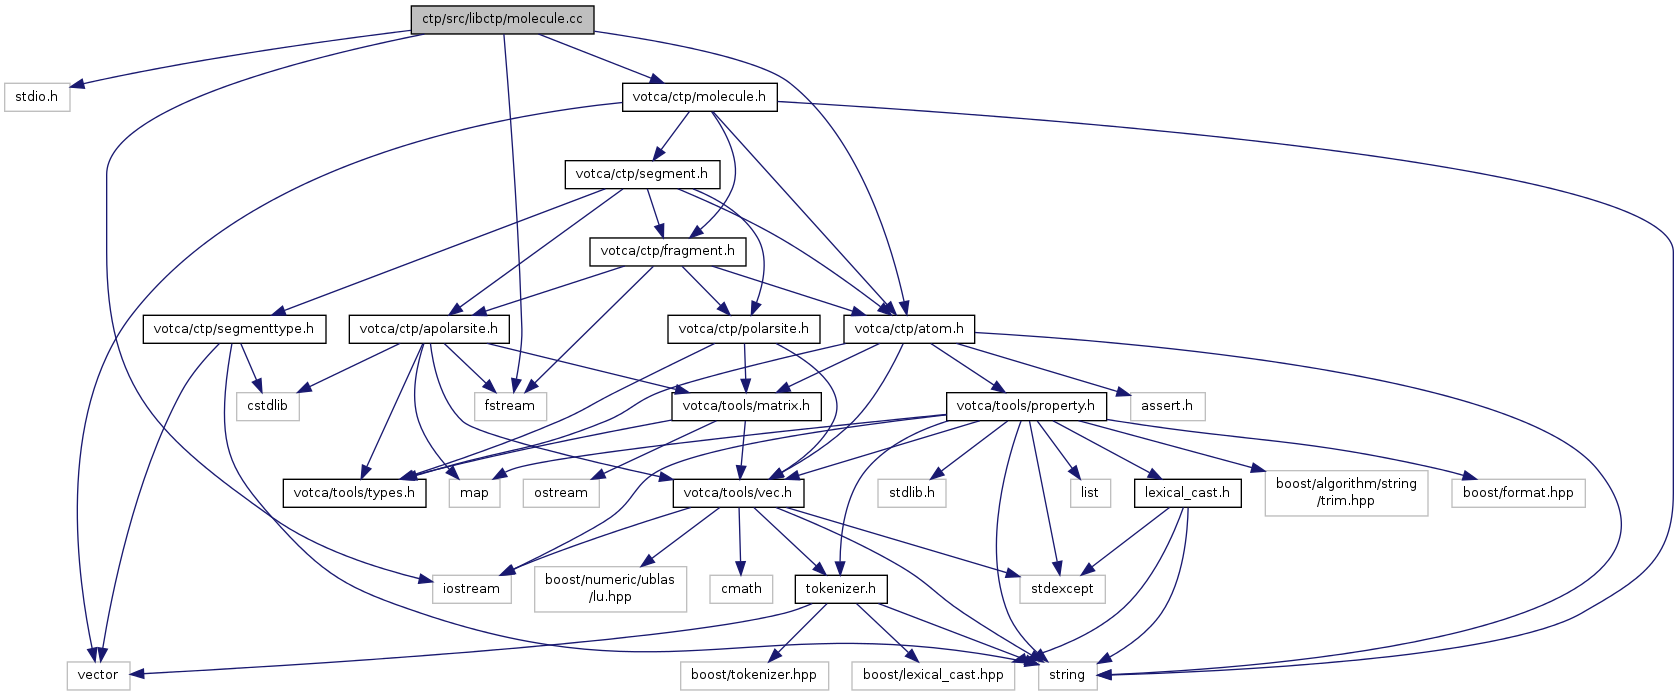 ctp/src/libctp/molecule.cc
stdio.h
votca/ctp/molecule.h
votca/ctp/segment.h
votca/ctp/fragment.h
votca/ctp/segmenttype.h
votca/ctp/apolarsite.h
votca/ctp/polarsite.h
votca/ctp/atom.h
cstdlib
fstream
votca/tools/matrix.h
votca/tools/property.h
assert.h
votca/tools/types.h
map
ostream
votca/tools/vec.h
stdlib.h
list
lexical_cast.h
boost/algorithm/string
/trim.hpp
boost/format.hpp
iostream
boost/numeric/ublas
/lu.hpp
cmath
tokenizer.h
stdexcept
vector
boost/tokenizer.hpp
boost/lexical_cast.hpp
string